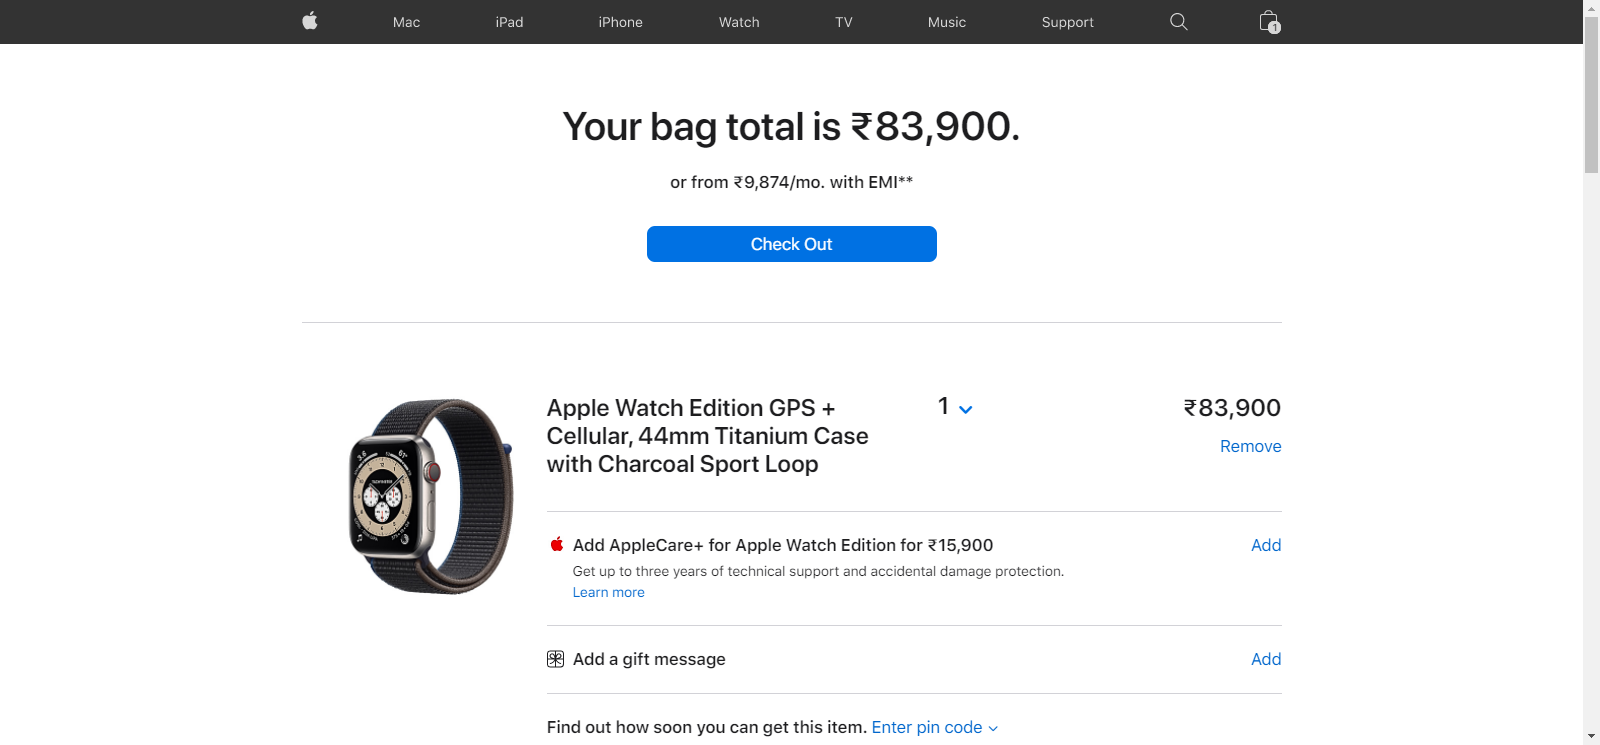 Mac iPad iPhone Watch TV Music Support 1
Your bag total is ₹83,900.
or from ₹9,874/mo. with EMI**
Check Out
Apple Watch Edition GPS +
Cellular, 44mm Titanium Case
with Charcoal Sport Loop
1
₹83,900
Remove
Add AppleCare+ for Apple Watch Edition for ₹15,900
Add
Get up to three years of technical support and accidental damage protection.
Learn more
Add a gift message
Add
Find out how soon you can get this item. Enter pin code